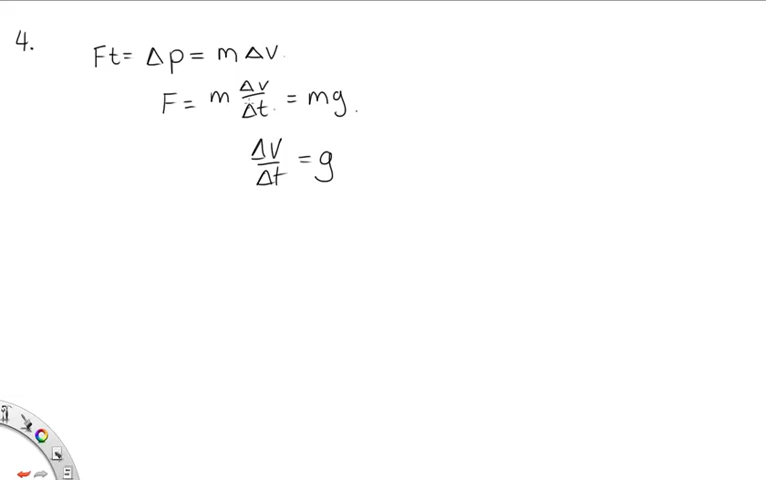 4.
Ft = Δp = mΔv.
F = m Δv/Δt = mg.
Δv/Δt = g